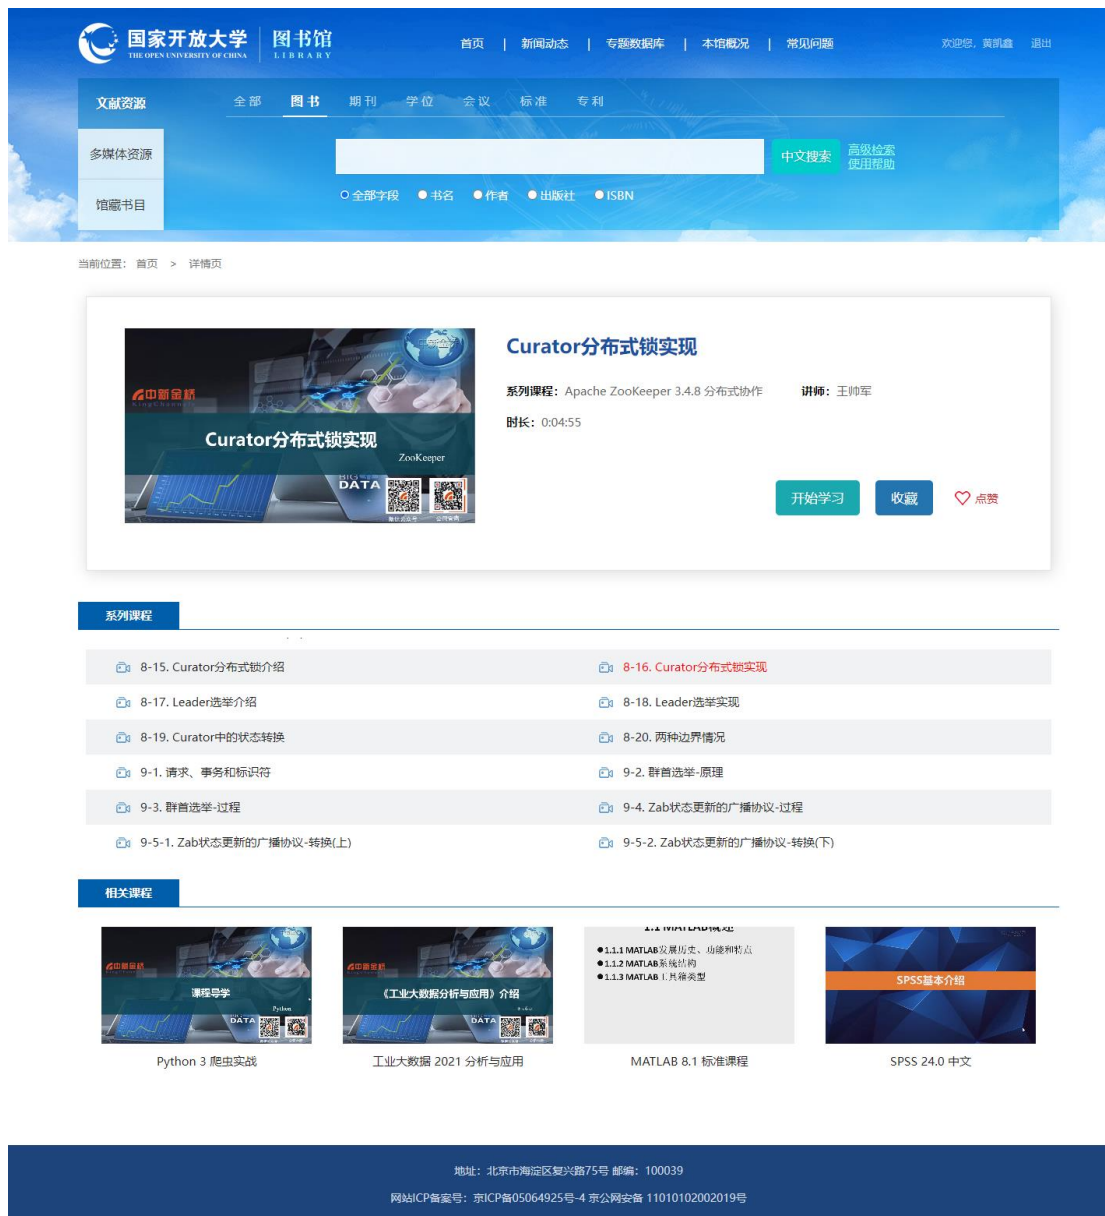 国家开放大学 图书馆
THE OPEN UNIVERSITY OF CHINA LIBRARY
首页 | 新闻动态 | 专题数据库 | 本馆概况 | 常见问题
欢迎您，黄凯鑫 退出
文献资源 全部 图书 期刊 学位 会议 标准 专利
多媒体资源
馆藏书目
中文搜索 高级检索
使用帮助
全部字段 书名 作者 出版社 ISBN
当前位置： 首页 > 详情页
中新金桥
Curator分布式锁实现
ZooKeeper
BIG
DATA
Curator分布式锁实现
系列课程：Apache ZooKeeper 3.4.8 分布式协作 讲师：王帅军
时长：0:04:55
开始学习 收藏 点赞
系列课程
8-15. Curator分布式锁介绍 8-16. Curator分布式锁实现
8-17. Leader选举介绍 8-18. Leader选举实现
8-19. Curator中的状态转换 8-20. 两种边界情况
9-1. 请求、事务和标识符 9-2. 群首选举-原理
9-3. 群首选举-过程 9-4. Zab状态更新的广播协议-过程
9-5-1. Zab状态更新的广播协议-转换(上) 9-5-2. Zab状态更新的广播协议-转换(下)
相关课程
中新金桥
课程导学
Python
DATA
中新金桥
《工业大数据分析与应用》介绍
DATA
1.1 MATLAB概述
●1.1.1 MATLAB发展历史、功能和特点
●1.1.2 MATLAB系统结构
●1.1.3 MATLAB工具箱类型
SPSS基本介绍
Python 3 爬虫实战 工业大数据 2021 分析与应用 MATLAB 8.1 标准课程 SPSS 24.0 中文
地址：北京市海淀区复兴路75号 邮编：100039
网站ICP备案号：京ICP备05064925号-4 京公网安备 11010102002019号